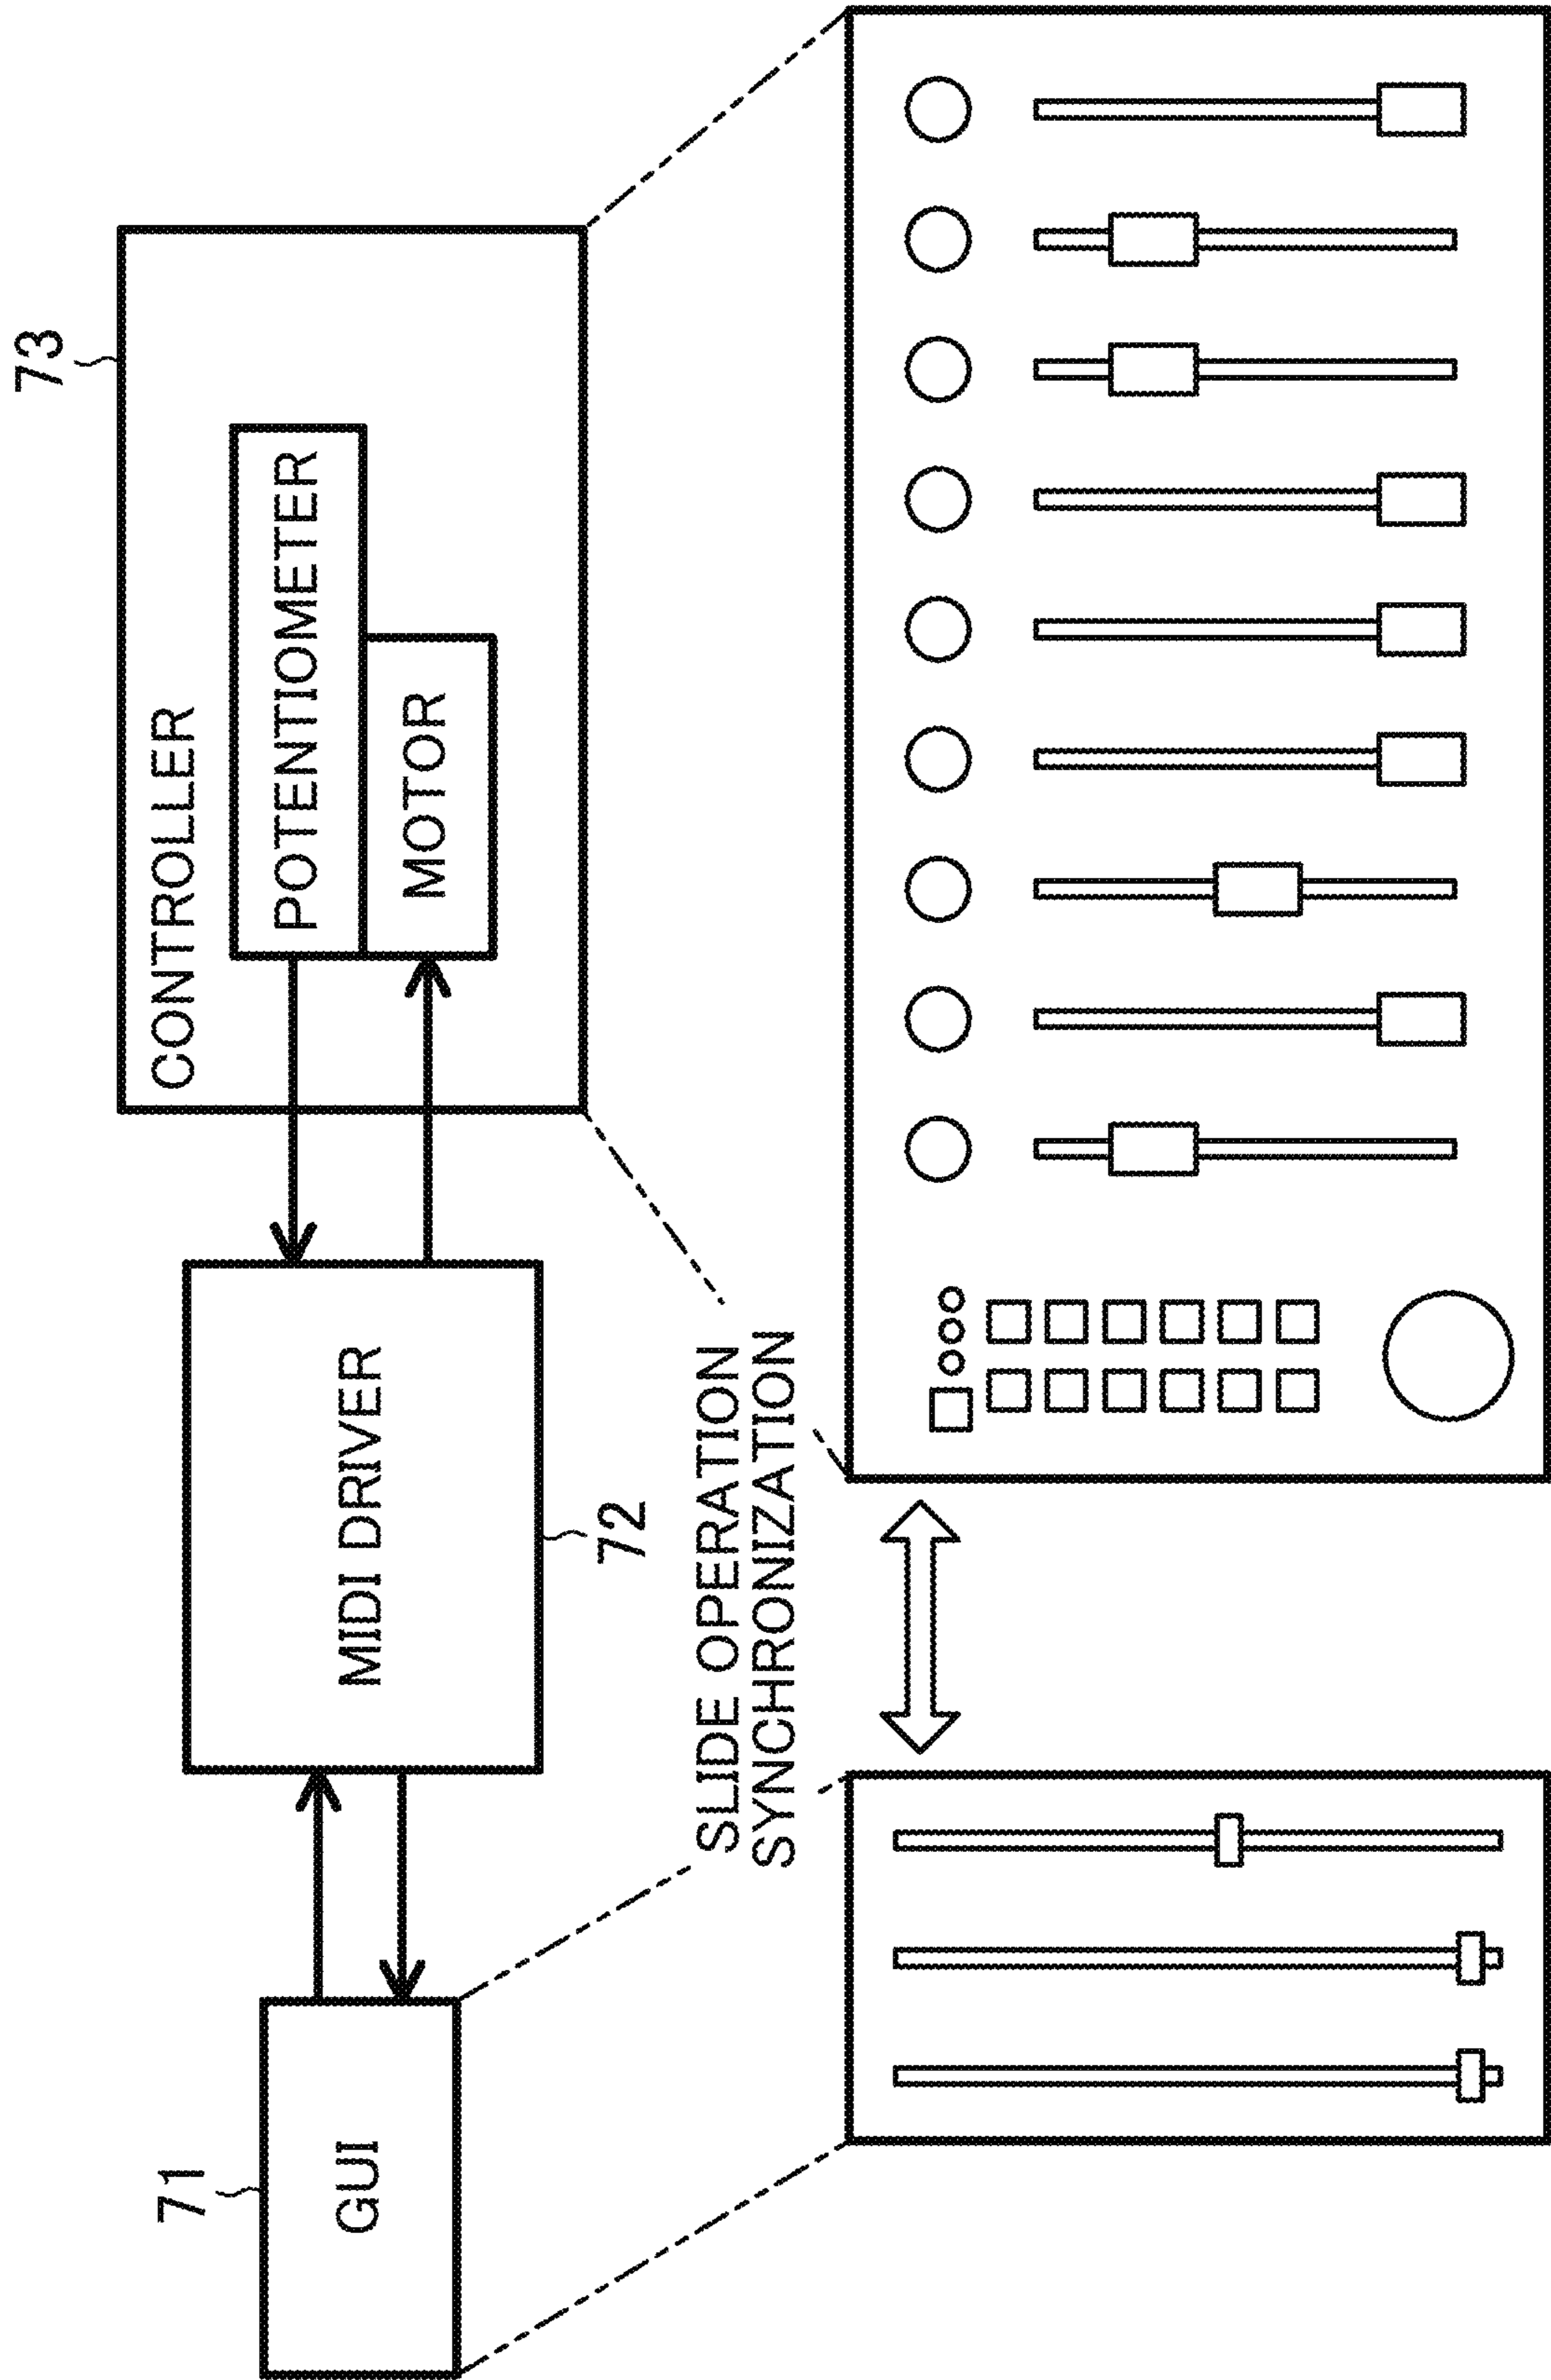 73
CONTROLLER
POTENTIOMETER
MOTOR
MIDI DRIVER
72
71
GUI
SLIDE OPERATION
SYNCHRONIZATION